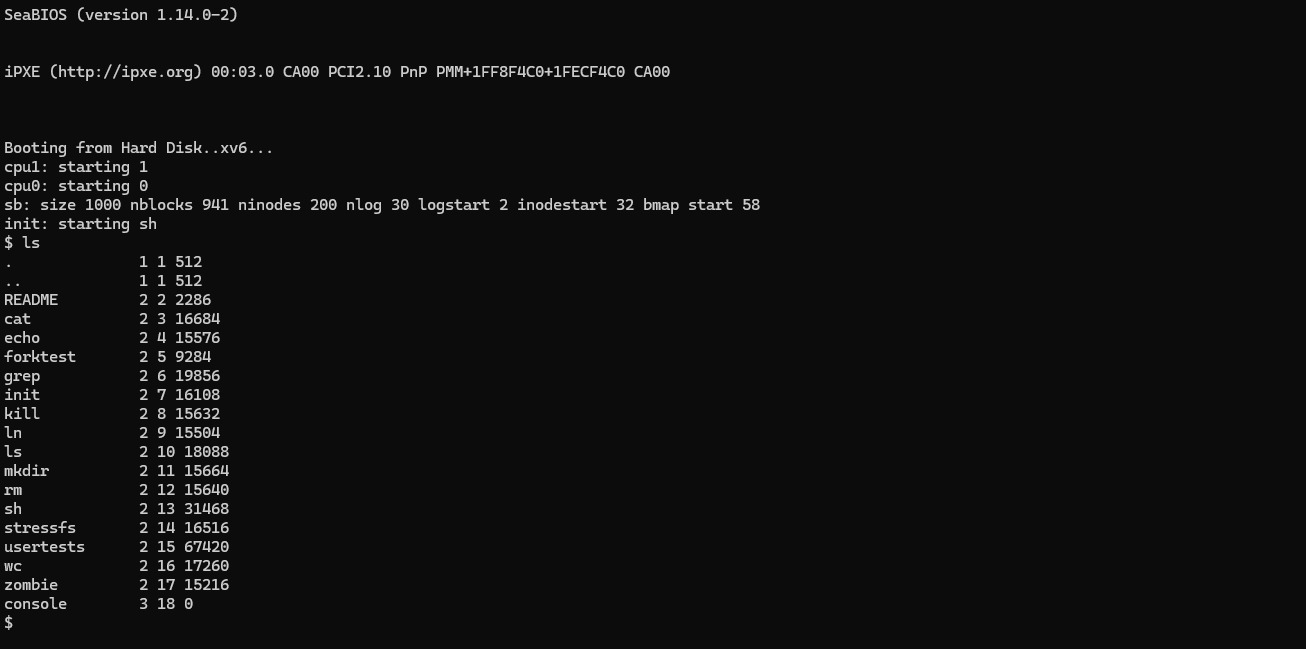 SeaBIOS (version 1.14.0-2)
iPXE (http://ipxe.org) 00:03.0 CA00 PCI2.10 PnP PMM+1FF8F4C0+1FECF4C0 CA00
Booting from Hard Disk..xv6...
cpu1: starting 1
cpu0: starting 0
sb: size 1000 nblocks 941 ninodes 200 nlog 30 logstart 2 inodestart 32 bmap start 58
init: starting sh
$ ls
.              1 1 512
..             1 1 512
README         2 2 2286
cat            2 3 16684
echo           2 4 15576
forktest       2 5 9284
grep           2 6 19856
init           2 7 16108
kill           2 8 15632
ln             2 9 15504
ls             2 10 18088
mkdir          2 11 15664
rm             2 12 15640
sh             2 13 31468
stressfs       2 14 16516
usertests      2 15 67420
wc             2 16 17260
zombie         2 17 15216
console        3 18 0
$